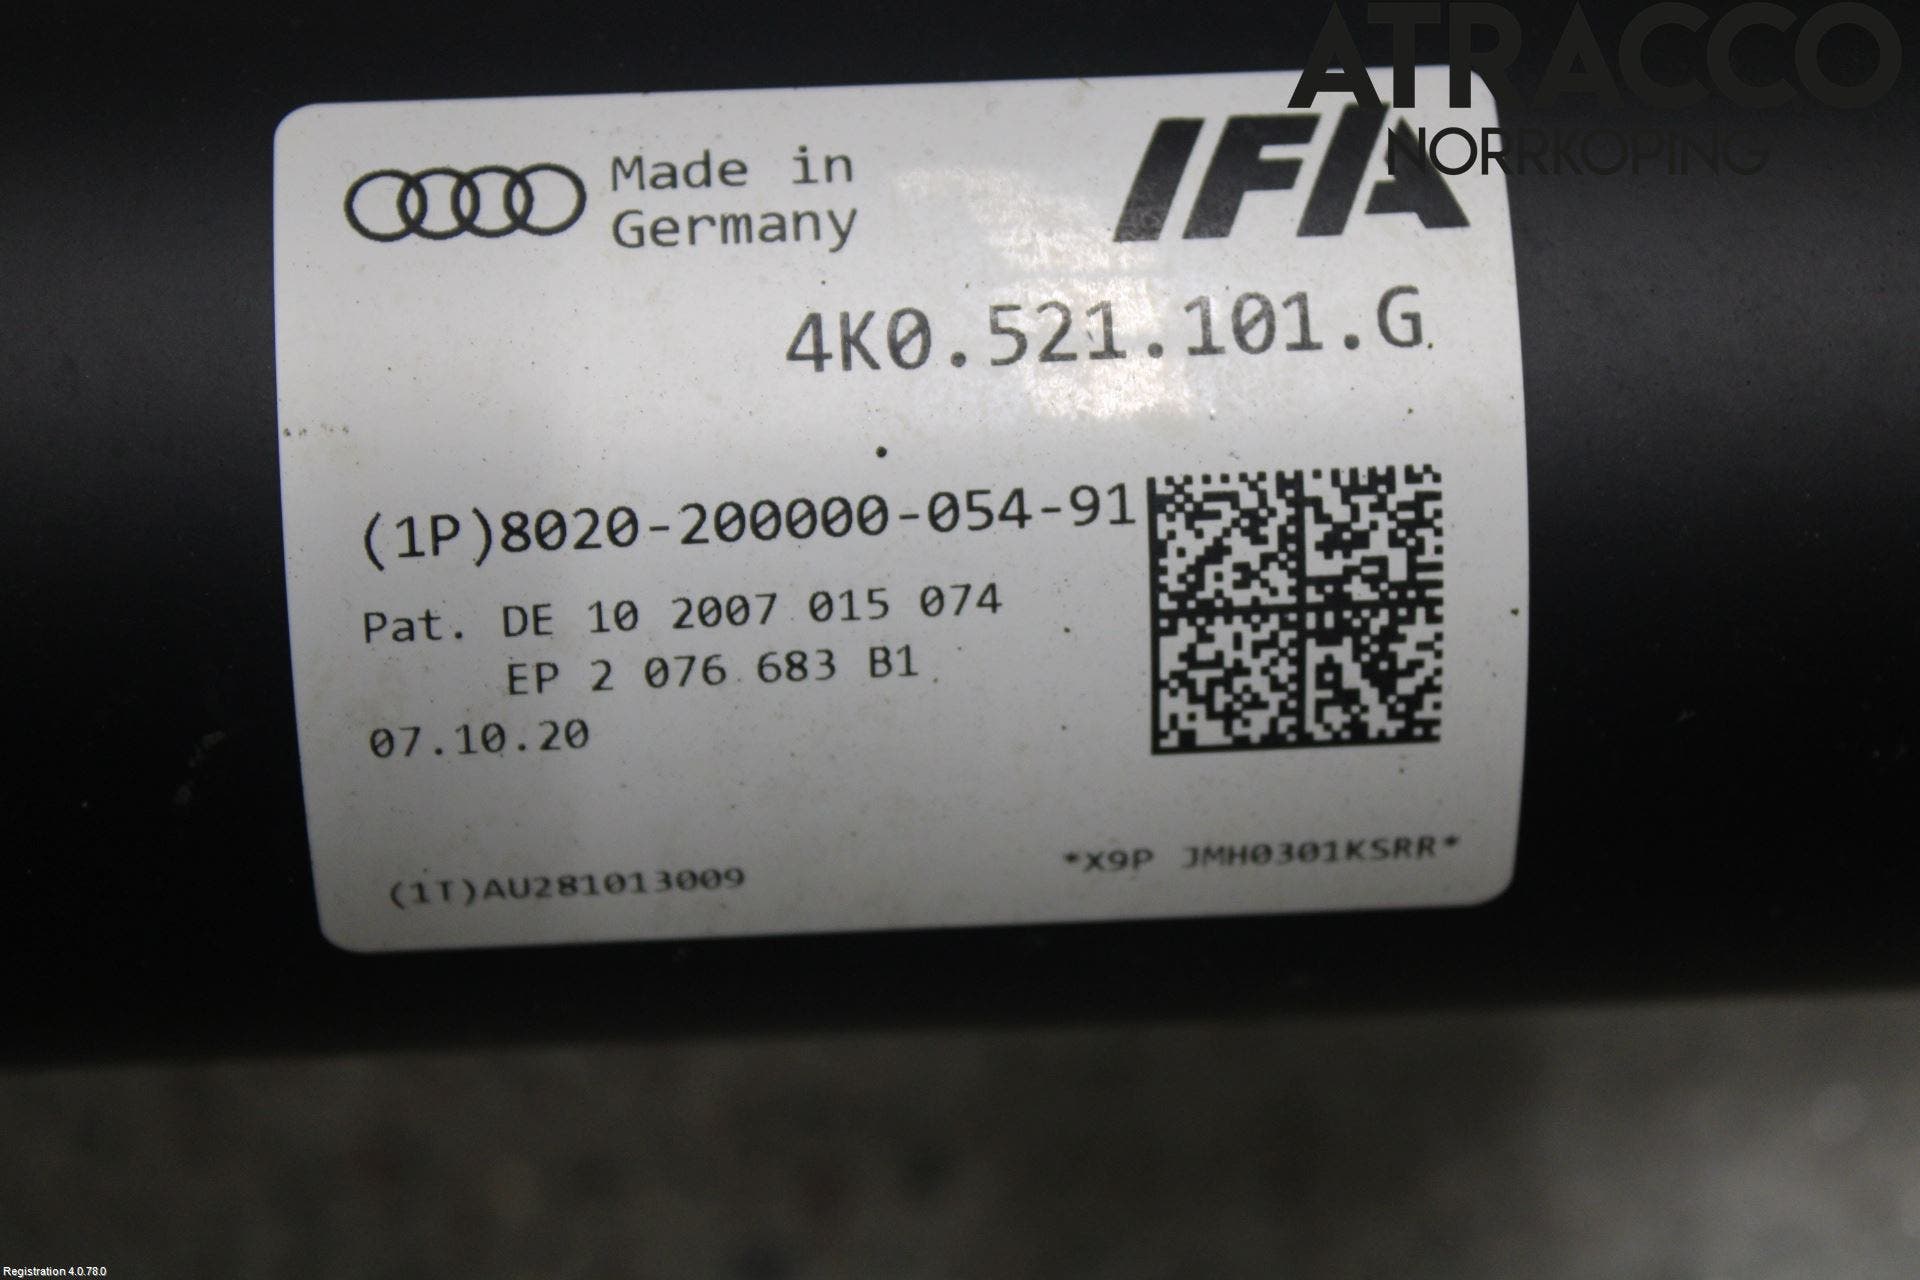 ATRACCO
NORRKÖPING
Made in
Germany
IFA
4K0.521.101.G
(1P)8020-200000-054-91
Pat. DE 10 2007 015 074
EP 2 076 683 B1
07.10.20
(1T)AU281013009
*X9P JMH0301KSRR*
Registration 4.0.78.0